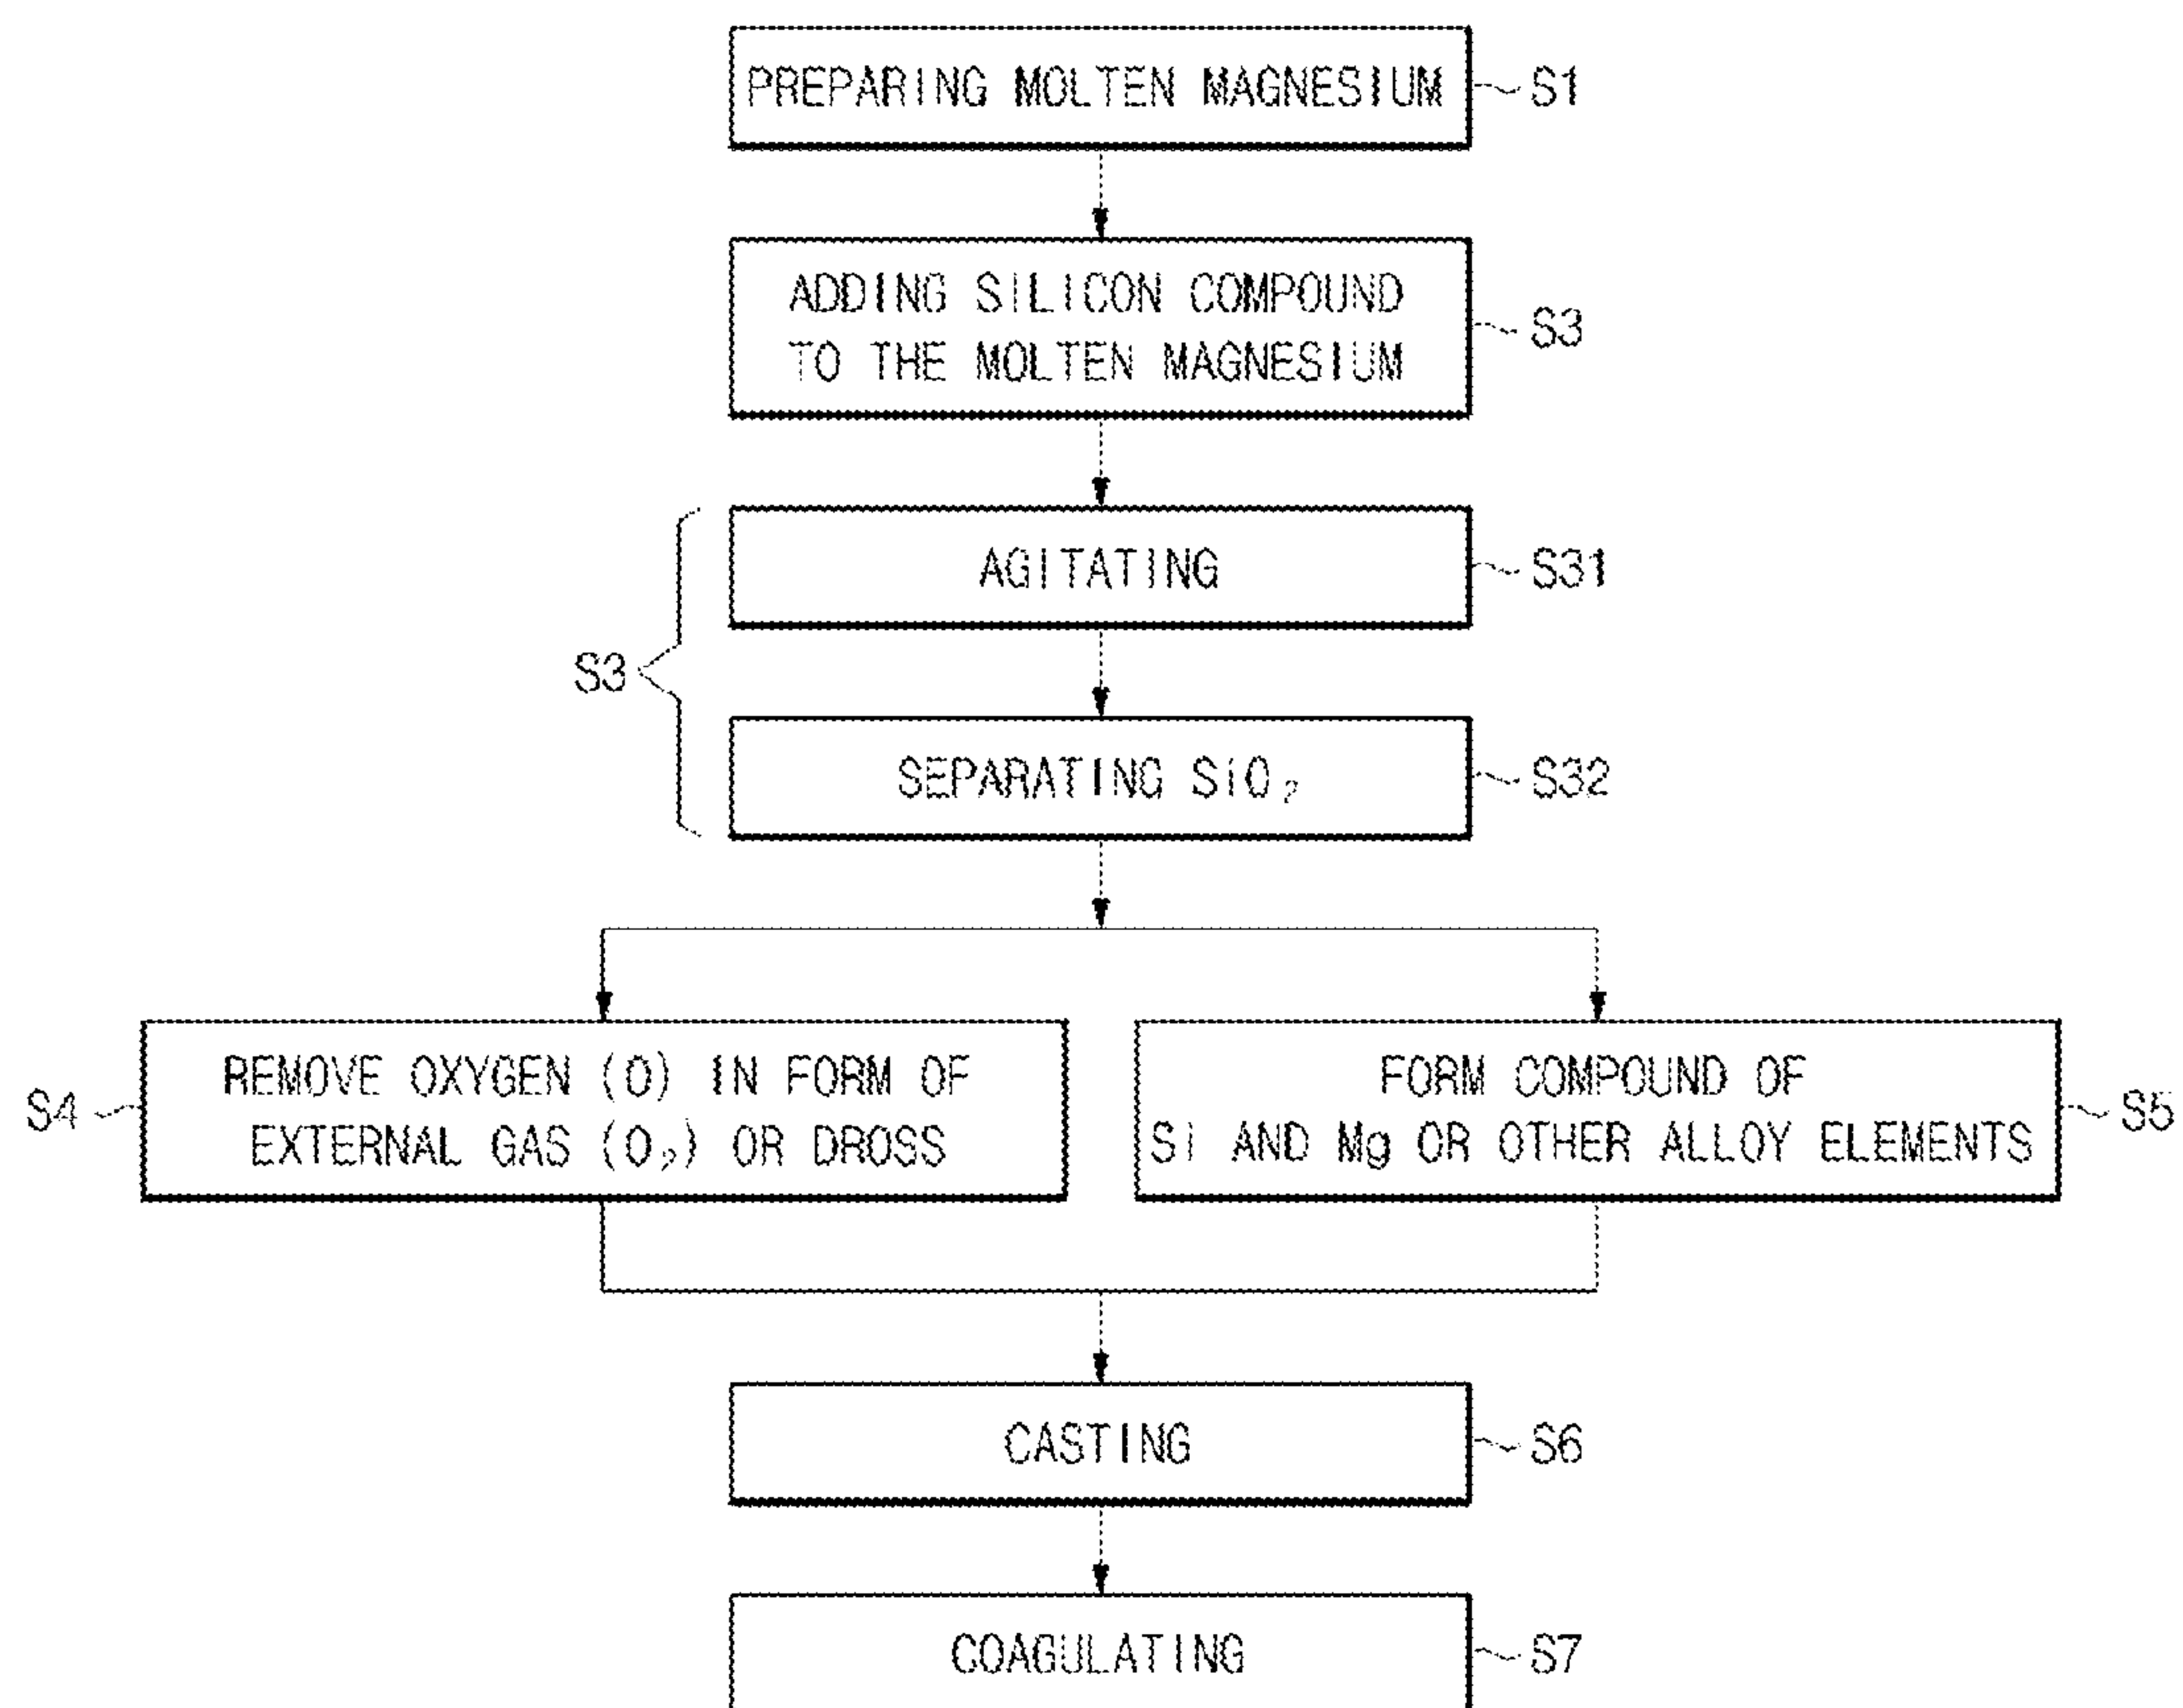 PREPARING MOLTEN MAGNESIUM
S1
ADDING SILICON COMPOUND
TO THE MOLTEN MAGNESIUM
S3
AGITATING
S31
S3
SEPARATING SiO₂
S32
S4
REMOVE OXYGEN (O) IN FORM OF
EXTERNAL GAS (O₂) OR DROSS
FORM COMPOUND OF
Si AND Mg OR OTHER ALLOY ELEMENTS
S5
CASTING
S6
COAGULATING
S7